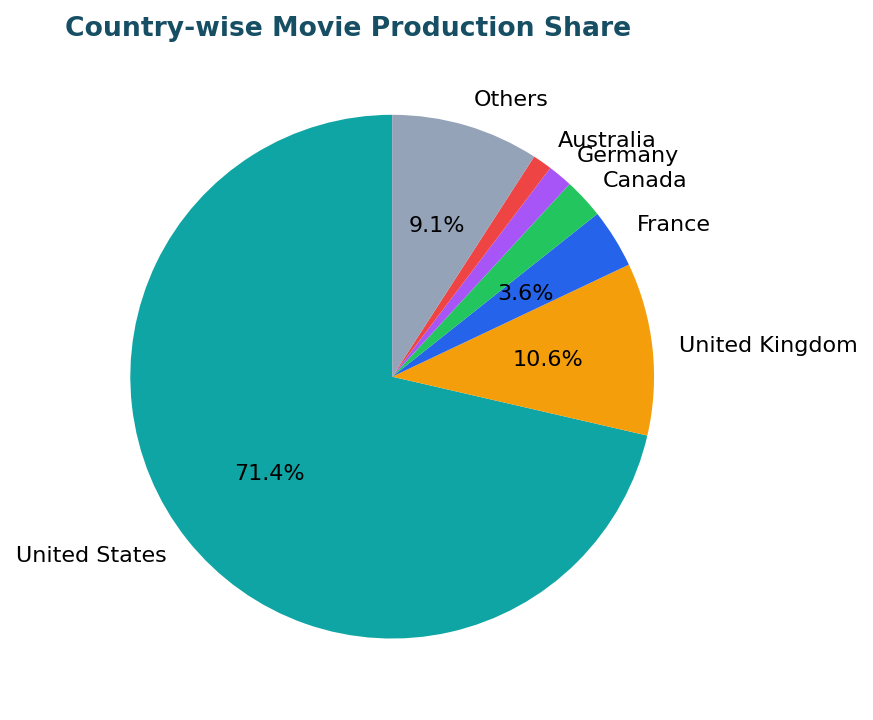 Country-wise Movie Production Share
Others
Australia
Germany
Canada
France
9.1%
3.6%
United Kingdom
10.6%
71.4%
United States